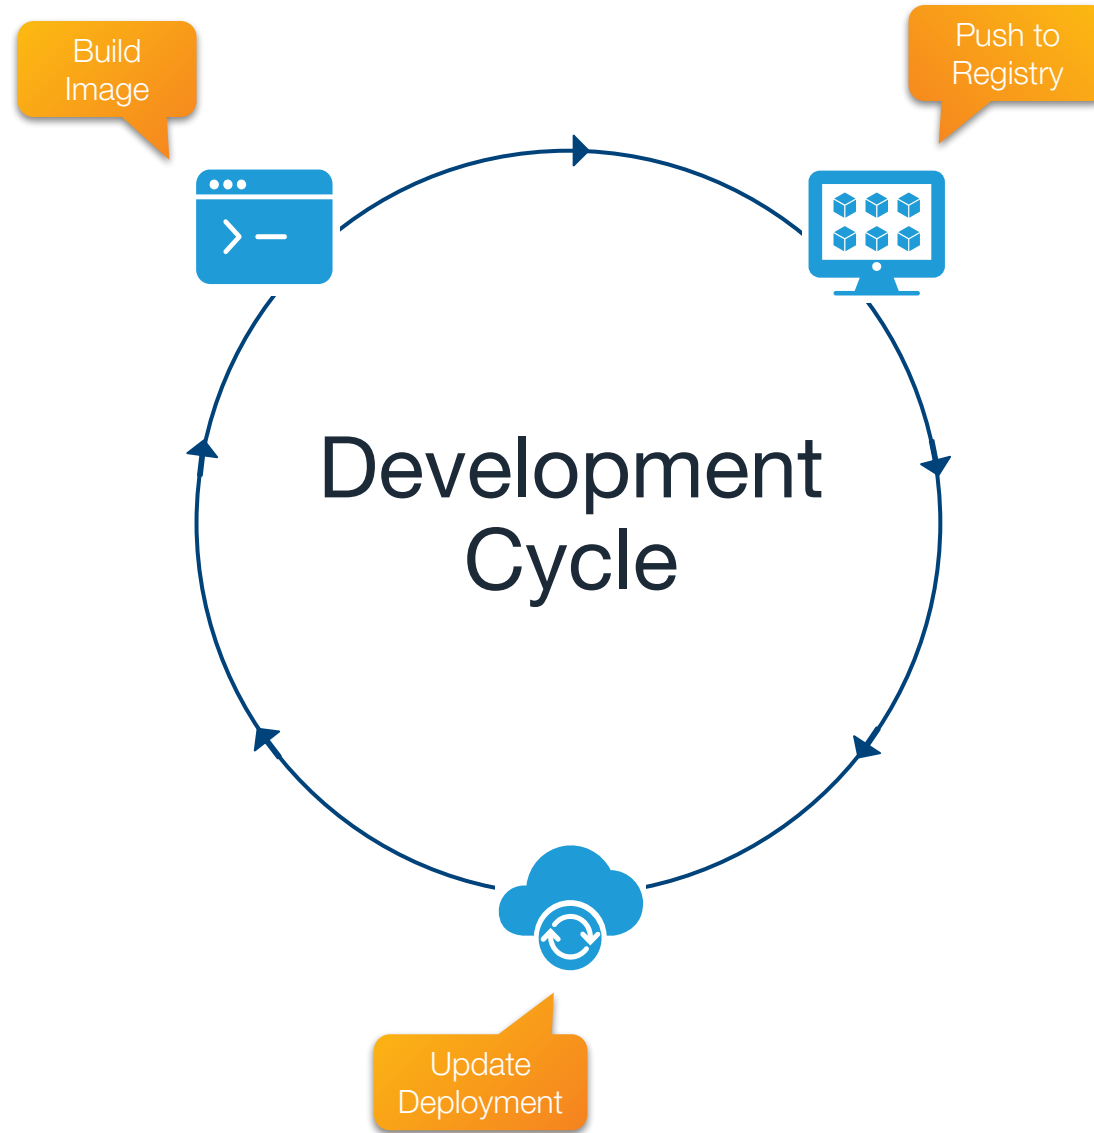 Build
Image
Push to
Registry
Development
Cycle
Update
Deployment